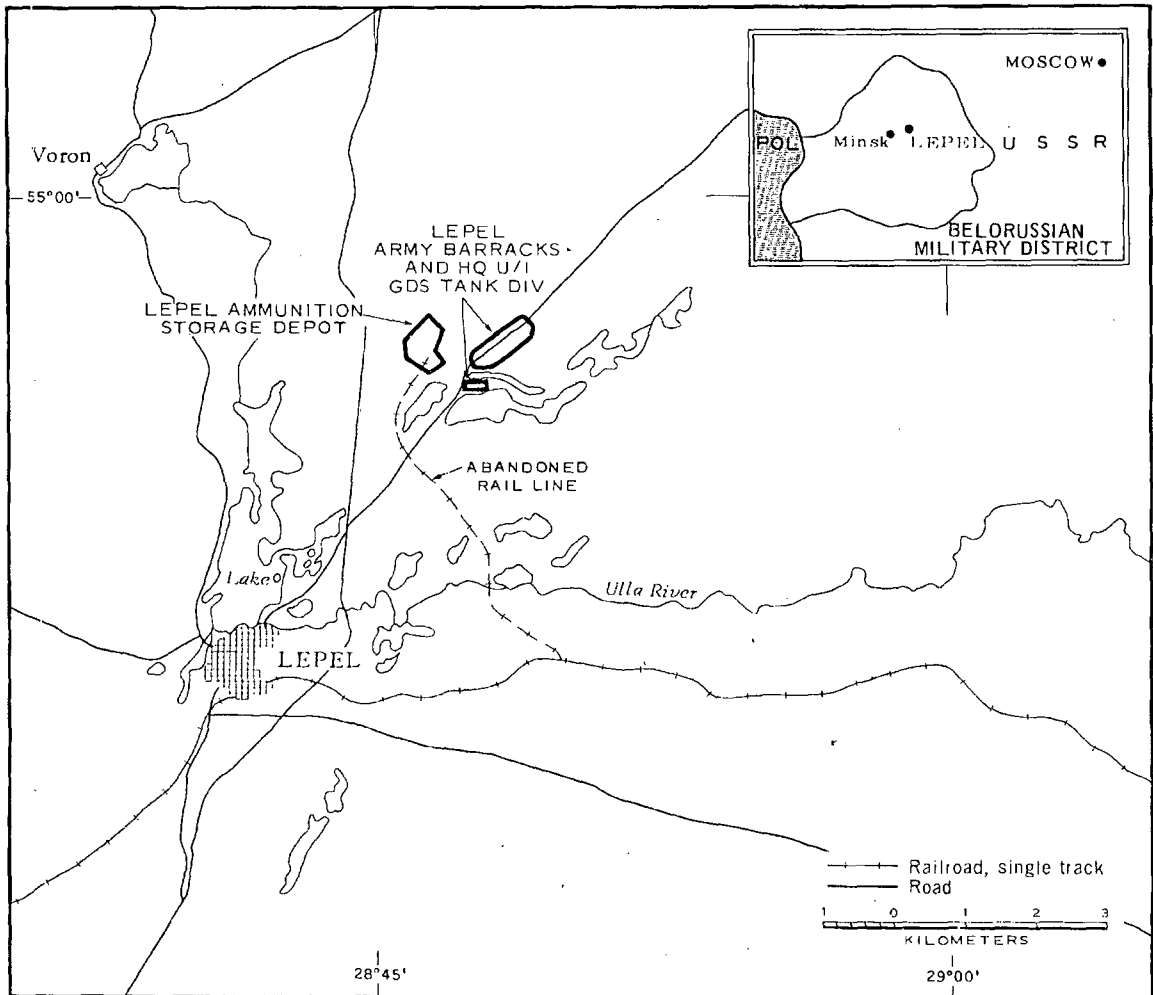 MOSCOW
POL
Minsk
LEPEL
U S S R
BELORUSSIAN
MILITARY DISTRICT
Voron
55°00'
LEPEL
ARMY BARRACKS
AND HQ U/I
GDS TANK DIV
LEPEL AMMUNITION
STORAGE DEPOT
ABANDONED
RAIL LINE
Lake
Ulla River
LEPEL
Railroad, single track
Road
1 0 1 2 3
KILOMETERS
28°45'
29°00'